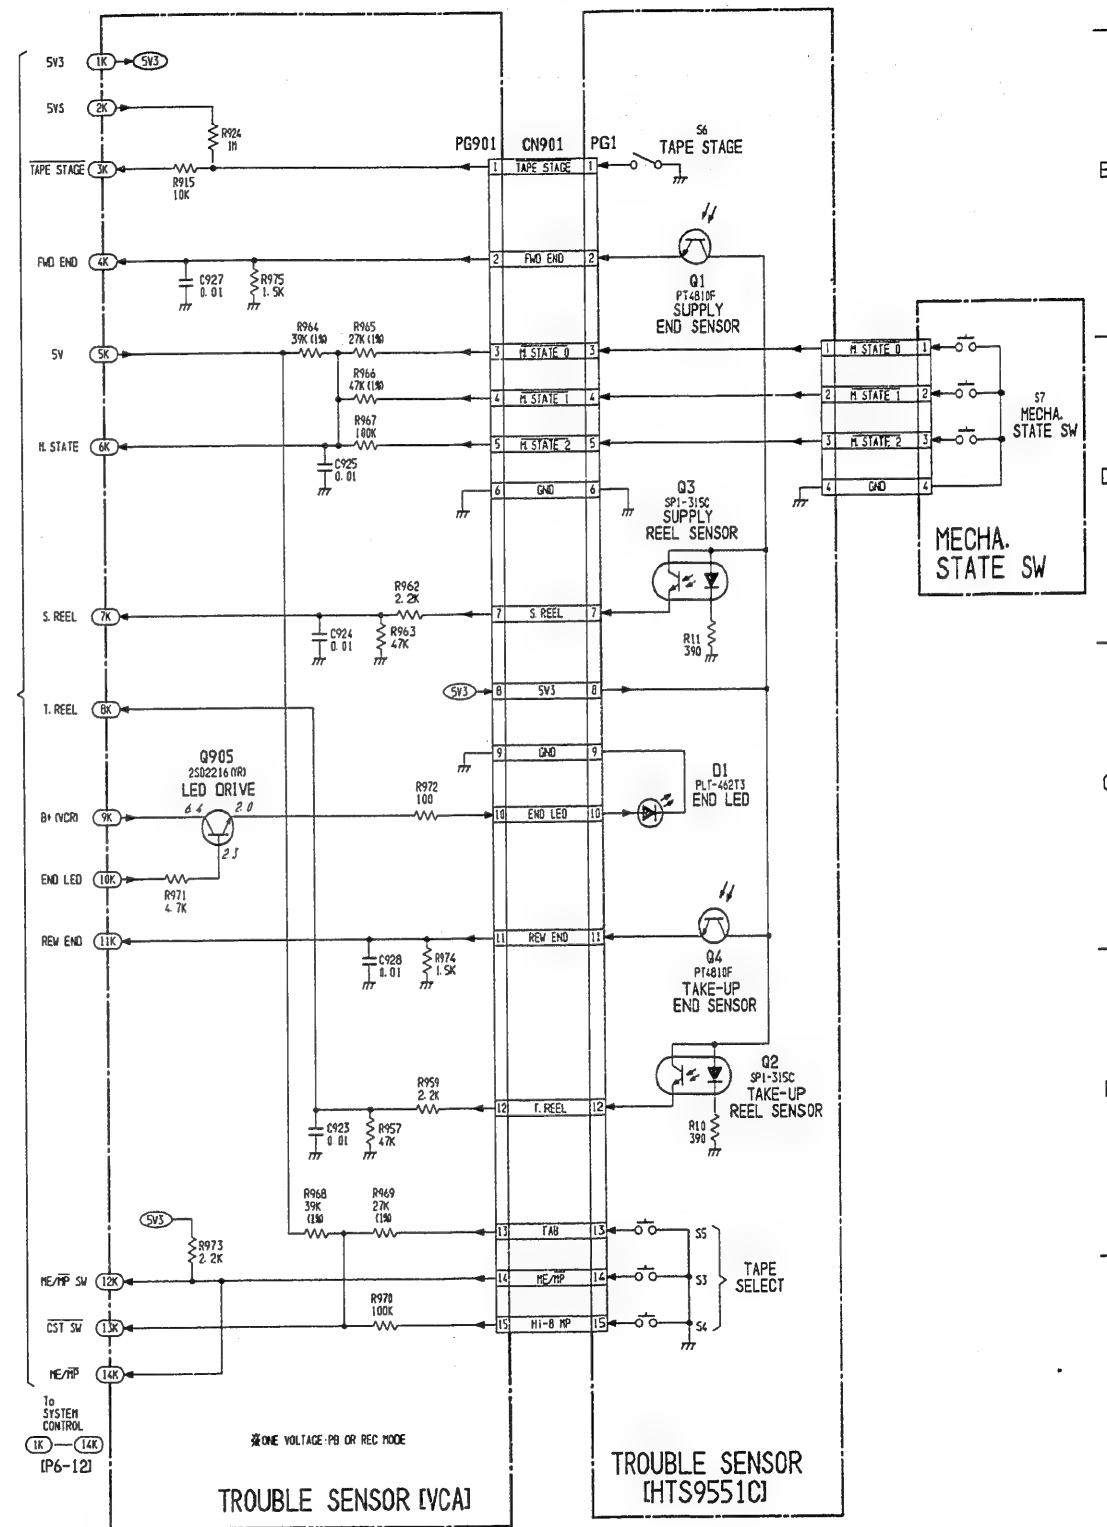 5V3
1K
5V3
5VS
2K
R924
1M
PG901
CN901
PG1
S6
TAPE STAGE
TAPE STAGE
3K
R915
10K
1
TAPE STAGE
1
FWD END
4K
C927
0.01
R975
1.5K
2
FWD END
2
Q1
PT4810F
SUPPLY
END SENSOR
5V
5K
R964
39K (1%)
R965
27K (1%)
3
M.STATE 0
3
1
M.STATE 0
1
R966
47K (1%)
4
M.STATE 1
4
2
M.STATE 1
2
S7
MECHA.
STATE SW
M.STATE
6K
R967
100K
5
M.STATE 2
5
3
M.STATE 2
3
C925
0.01
6
GND
6
4
GND
4
Q3
SPI-315C
SUPPLY
REEL SENSOR
MECHA.
STATE SW
S.REEL
7K
R962
2.2K
C924
0.01
R963
47K
7
S.REEL
7
R11
390
5V3
8
5V3
8
T.REEL
8K
9
GND
9
Q905
2SD2216(YR)
LED DRIVE
6.4
2.0
2.3
B+(VCR)
9K
R972
100
10
END LED
10
D1
PLT-462T3
END LED
END LED
10K
R971
4.7K
REW END
11K
C928
0.01
R974
1.5K
11
REW END
11
Q4
PT4810F
TAKE-UP
END SENSOR
R959
2.2K
C923
0.01
R957
47K
12
T.REEL
12
Q2
SPI-315C
TAKE-UP
REEL SENSOR
R10
390
R968
39K
(1%)
R969
27K
(1%)
13
TAB
13
S5
5V3
R973
2.2K
ME/MP SW
12K
14
ME/MP
14
S3
TAPE
SELECT
R970
100K
CST SW
13K
15
Hi-8 MP
15
S4
ME/MP
14K
To
SYSTEM
CONTROL
1K
14K
[P6-12]
※ONE VOLTAGE:PB OR REC MODE
TROUBLE SENSOR [VCA]
TROUBLE SENSOR
[HTS9551C]